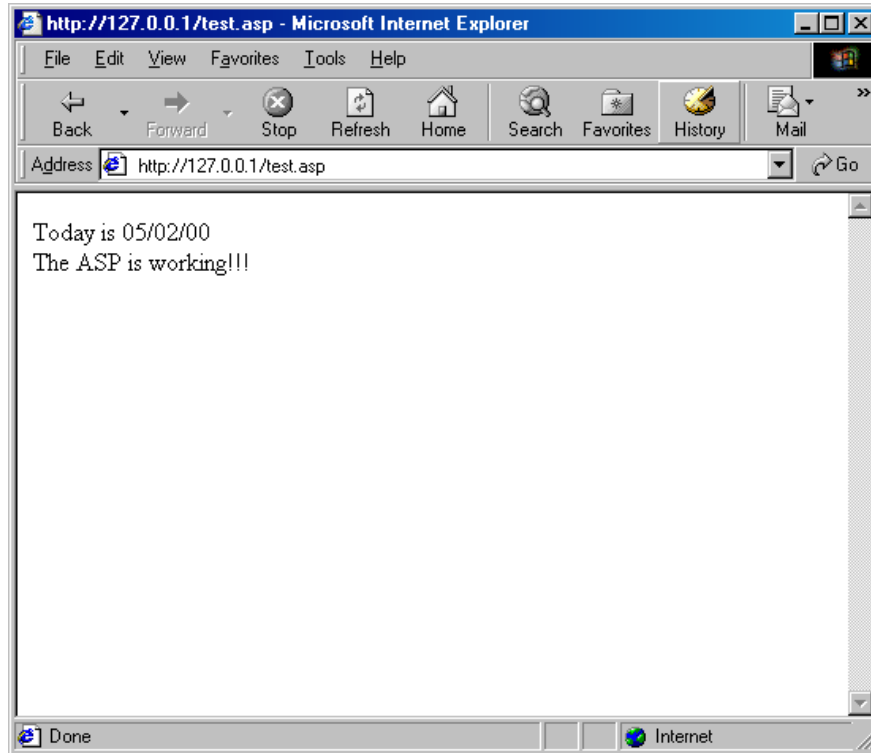 http://127.0.0.1/test.asp - Microsoft Internet Explorer
File Edit View Favorites Tools Help
Back Forward Stop Refresh Home Search Favorites History Mail »
Address http://127.0.0.1/test.asp Go
Today is 05/02/00
The ASP is working!!!
Done Internet